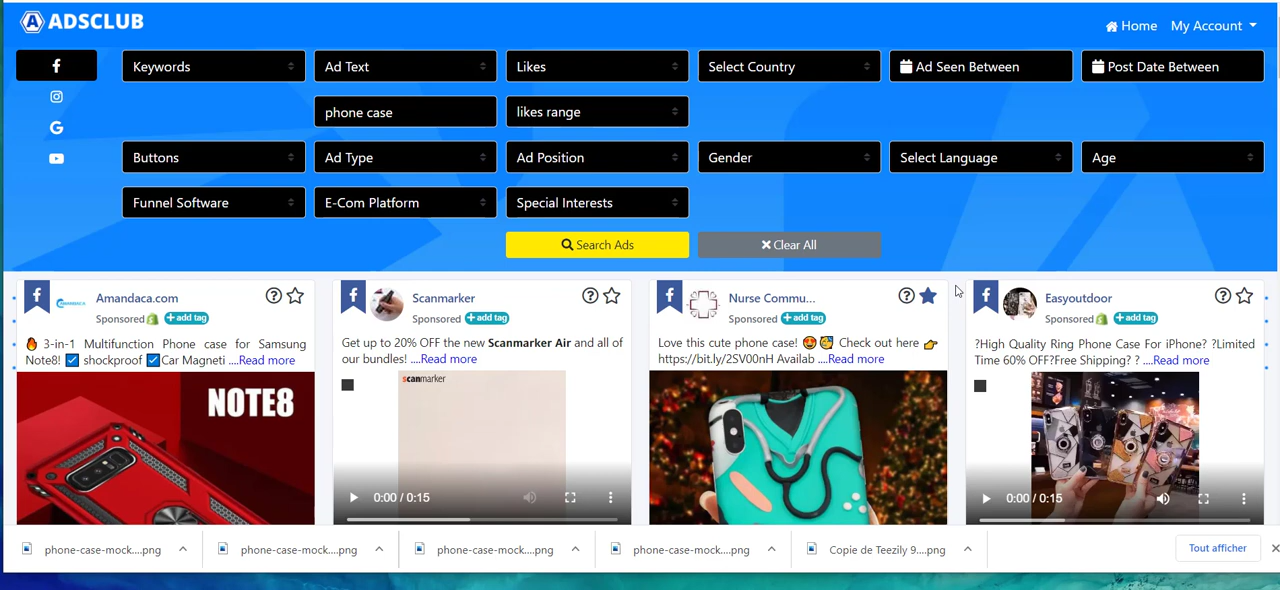 ADSCLUB
Home My Account
Keywords Ad Text Likes Select Country Ad Seen Between Post Date Between
phone case likes range
Buttons Ad Type Ad Position Gender Select Language Age
Funnel Software E-Com Platform Special Interests
Search Ads Clear All
Amandaca.com
Sponsored + add tag
🔥 3-in-1 Multifunction Phone case for Samsung
Note8! ☑ shockproof ☑Car Magneti ....Read more
NOTE8
Scanmarker
Sponsored + add tag
Get up to 20% OFF the new Scanmarker Air and all of
our bundles! ....Read more
scanmarker
0:00 / 0:15
Nurse Commu...
Sponsored + add tag
Love this cute phone case! 😍🥰 Check out here 👉
https://bit.ly/2SV00nH Availab ....Read more
Easyoutdoor
Sponsored + add tag
?High Quality Ring Phone Case For iPhone? ?Limited
Time 60% OFF?Free Shipping? ? ....Read more
0:00 / 0:15
phone-case-mock....png phone-case-mock....png phone-case-mock....png phone-case-mock....png Copie de Teezily 9....png Tout afficher